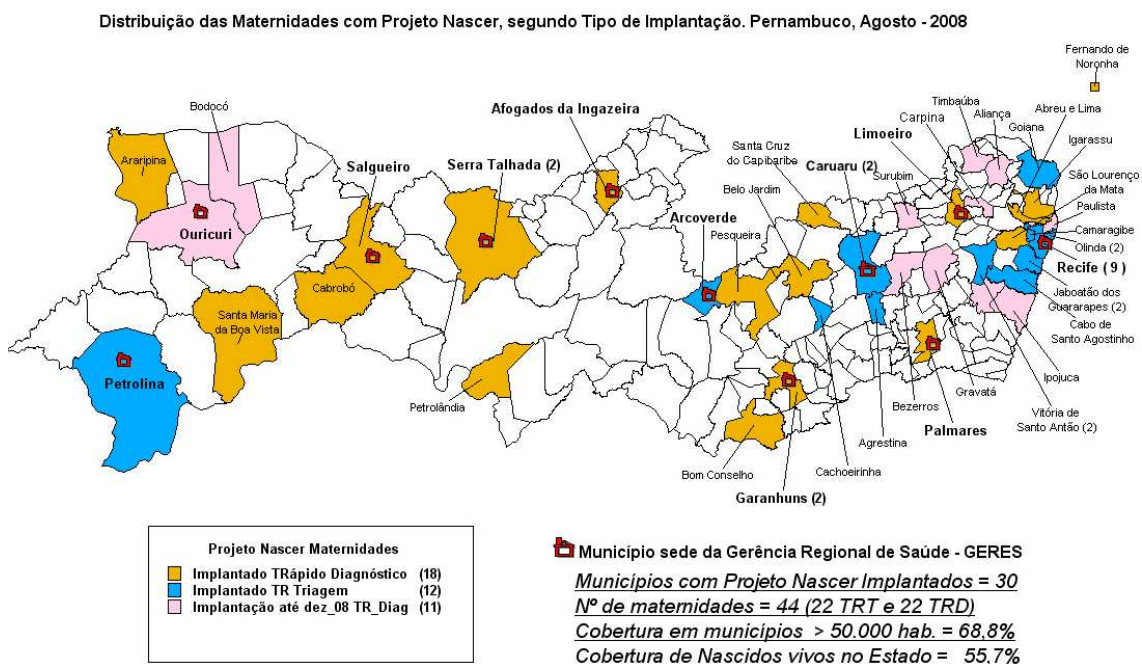 Distribuição das Maternidades com Projeto Nascer, segundo Tipo de Implantação. Pernambuco, Agosto - 2008
Fernando de
Noronha
Bodocó
Afogados da Ingazeira
Timbaúba
Carpina
Aliança
Abreu e Lima
Goiana
Igarassu
Araripina
Salgueiro
Serra Talhada (2)
Santa Cruz
do Capibaribe
Limoeiro
Caruaru (2)
Surubim
São Lourenço
da Mata
Belo Jardim
Paulista
Arcoverde
Pesqueira
Camaragibe
Olinda (2)
Ouricuri
Recife ( 9 )
Cabrobó
Jaboatão dos
Guararapes (2)
Santa Maria
da Boa Vista
Cabo de
Santo Agostinho
Petrolina
Ipojuca
Petrolândia
Gravatá
Bezerros
Vitória de
Santo Antão (2)
Palmares
Agrestina
Bom Conselho
Cachoeirinha
Garanhuns (2)
Projeto Nascer Maternidades
Implantado TRápido Diagnóstico (18)
Implantado TR Triagem (12)
Implantação até dez_08 TR_Diag (11)
Município sede da Gerência Regional de Saúde - GERES
Municípios com Projeto Nascer Implantados = 30
Nº de maternidades = 44 (22 TRT e 22 TRD)
Cobertura em municípios > 50.000 hab. = 68,8%
Cobertura de Nascidos vivos no Estado = 55,7%